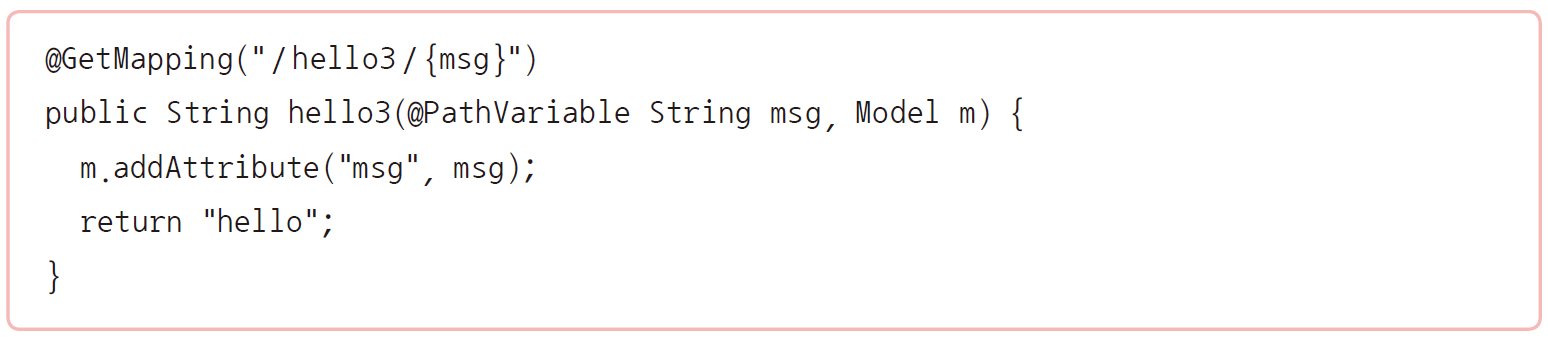 @GetMapping("/hello3/{msg}")
public String hello3(@PathVariable String msg, Model m) {
  m.addAttribute("msg", msg);
  return "hello";
}